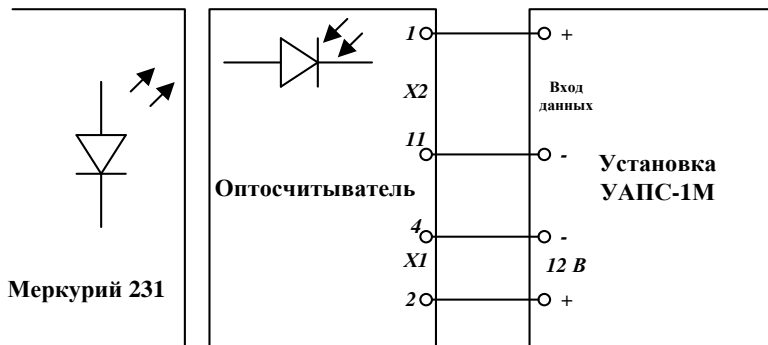 1
+
X2
Вход
данных
11
-
Оптосчитыватель
Установка
УАПС-1М
4
-
X1
12 В
Меркурий 231
2
+